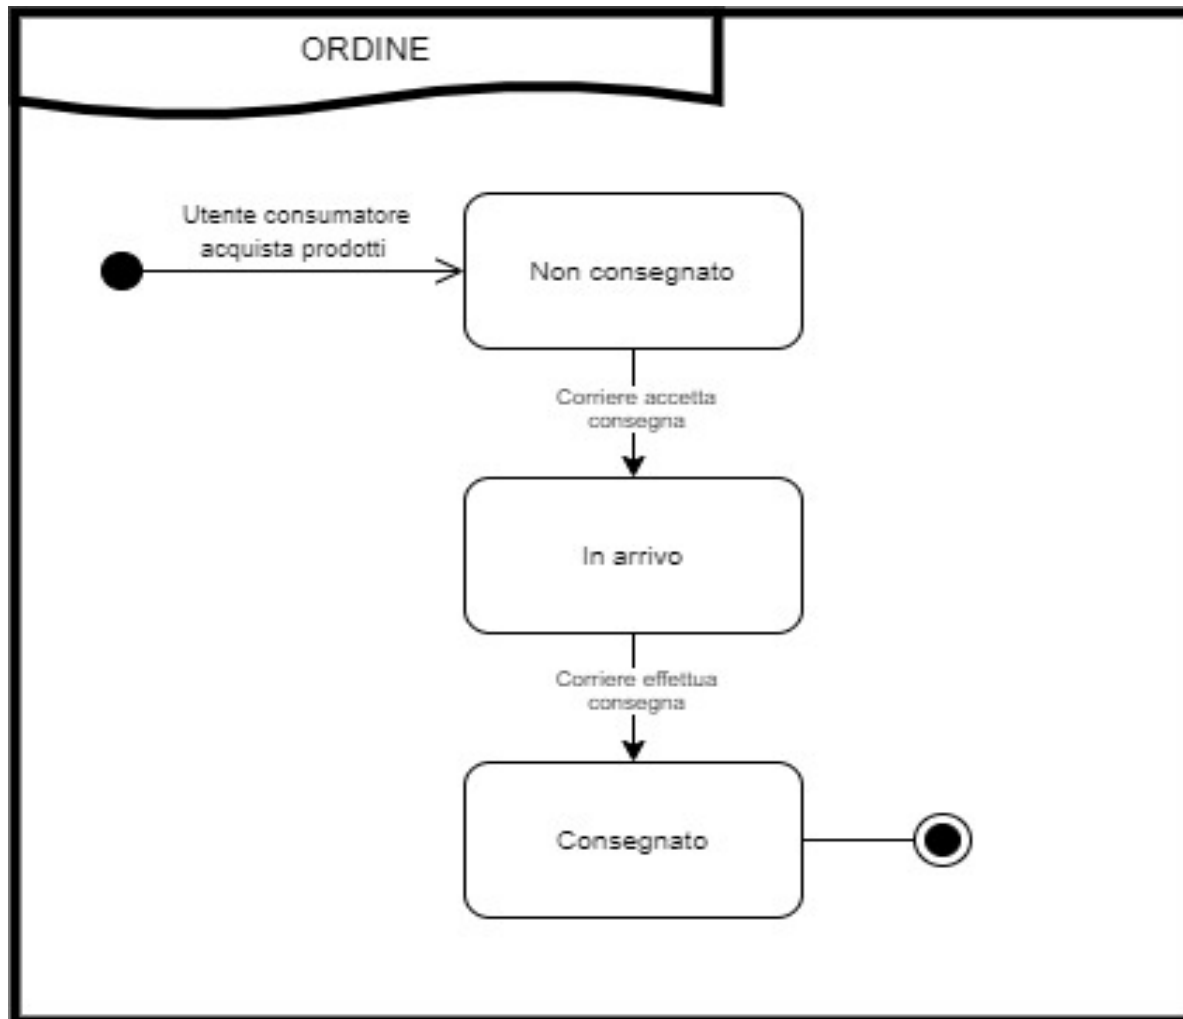 ORDINE
Utente consumatore
acquista prodotti
Non consegnato
Corriere accetta
consegna
In arrivo
Corriere effettua
consegna
Consegnato